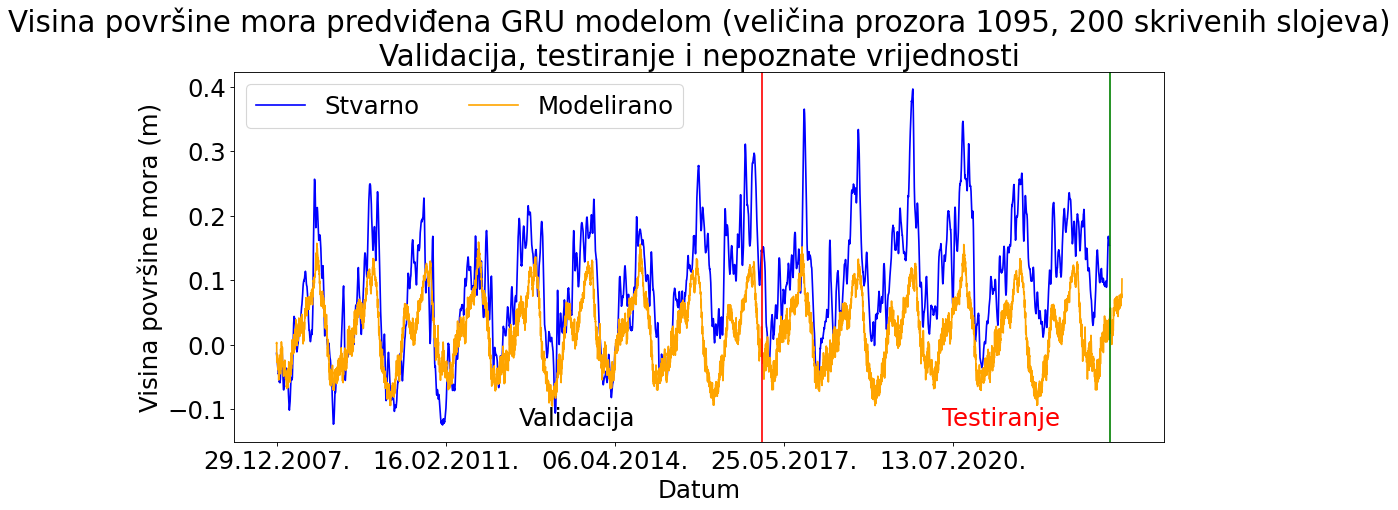 Visina površine mora predviđena GRU modelom (veličina prozora 1095, 200 skrivenih slojeva)
Validacija, testiranje i nepoznate vrijednosti
Stvarno Modelirano
Visina površine mora (m)
0.4
0.3
0.2
0.1
0.0
−0.1
Validacija Testiranje
29.12.2007. 16.02.2011. 06.04.2014. 25.05.2017. 13.07.2020.
Datum